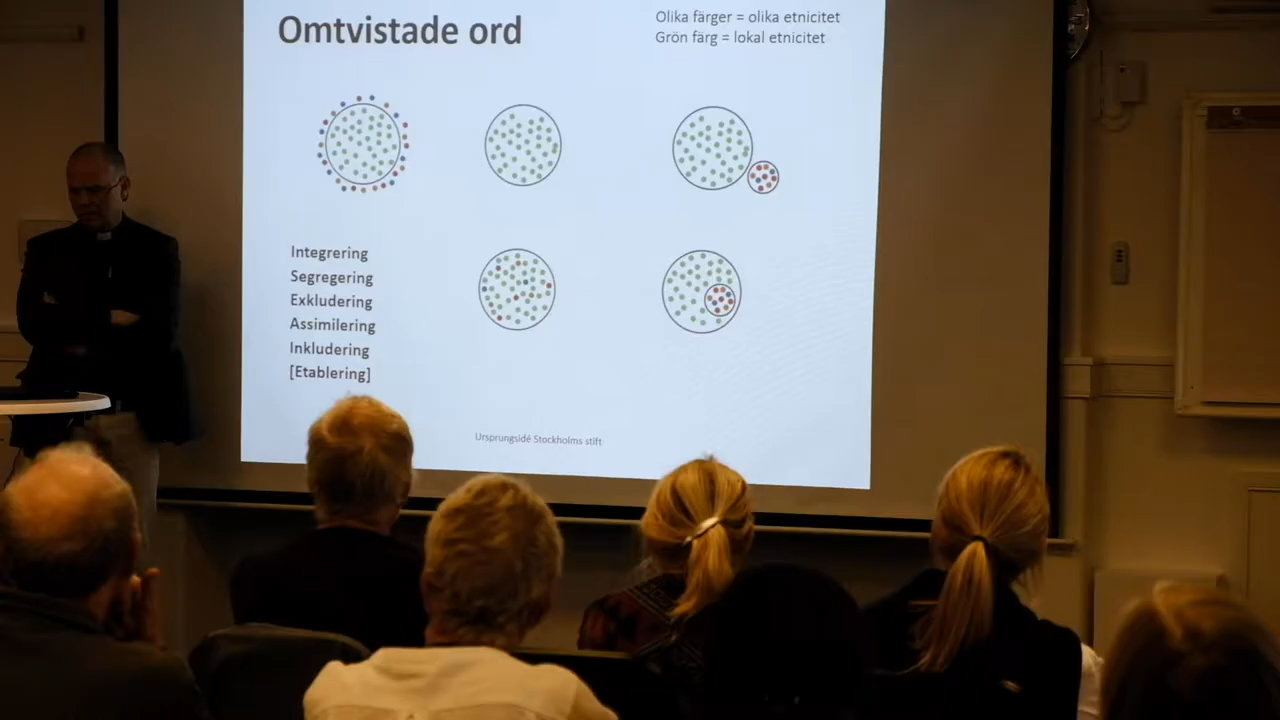 Omtvistade ord
Olika färger = olika etnicitet
Grön färg = lokal etnicitet
Integrering
Segregering
Exkludering
Assimilering
Inkludering
[Etablering]
Ursprungsidé Stockholms stift